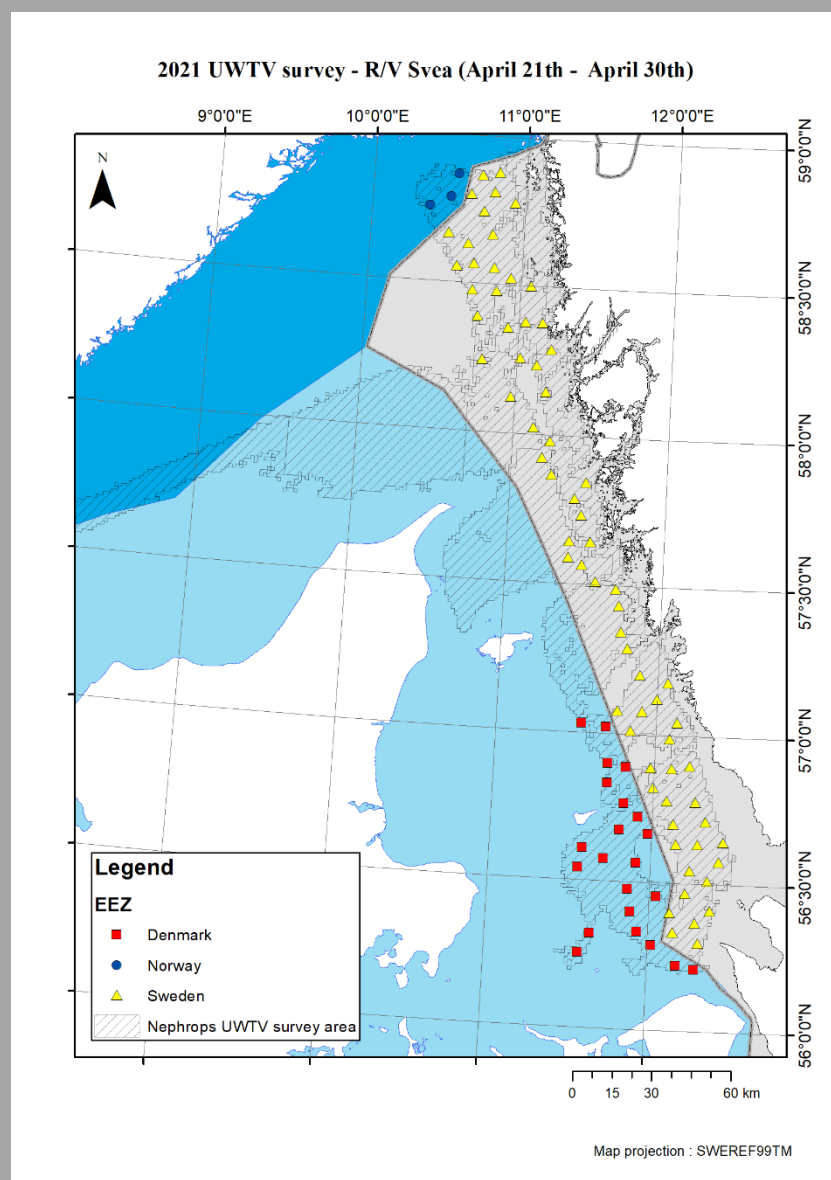 2021 UWTV survey - R/V Svea (April 21th - April 30th)
9°0'0"E 10°0'0"E 11°0'0"E 12°0'0"E
N
59°0'0"N
58°30'0"N
58°0'0"N
57°30'0"N
57°0'0"N
56°30'0"N
56°0'0"N
Legend
EEZ
Denmark
Norway
Sweden
Nephrops UWTV survey area
0 15 30 60 km
Map projection : SWEREF99TM